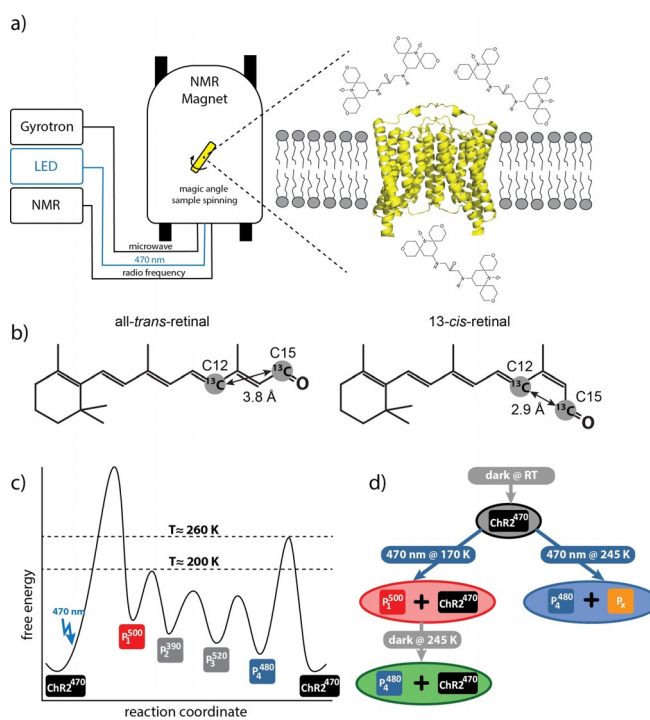 a)
NMR
Magnet
Gyrotron
LED
NMR
magic angle
sample spinning
microwave
470 nm
radio frequency
b)
all-trans-retinal
13-cis-retinal
C12
C15
¹³C
¹³C
O
3.8 Å
C12
C15
¹³C
¹³C
O
2.9 Å
c)
free energy
T≈ 260 K
T≈ 200 K
470 nm
ChR2⁴⁷⁰
P₁⁵⁰⁰
P₂³⁹⁰
P₃⁵²⁰
P₄⁴⁸⁰
ChR2⁴⁷⁰
reaction coordinate
d)
dark @ RT
ChR2⁴⁷⁰
470 nm @ 170 K
470 nm @ 245 K
P₁⁵⁰⁰ + ChR2⁴⁷⁰
P₄⁴⁸⁰ + Pₓ
dark @ 245 K
P₄⁴⁸⁰ + ChR2⁴⁷⁰